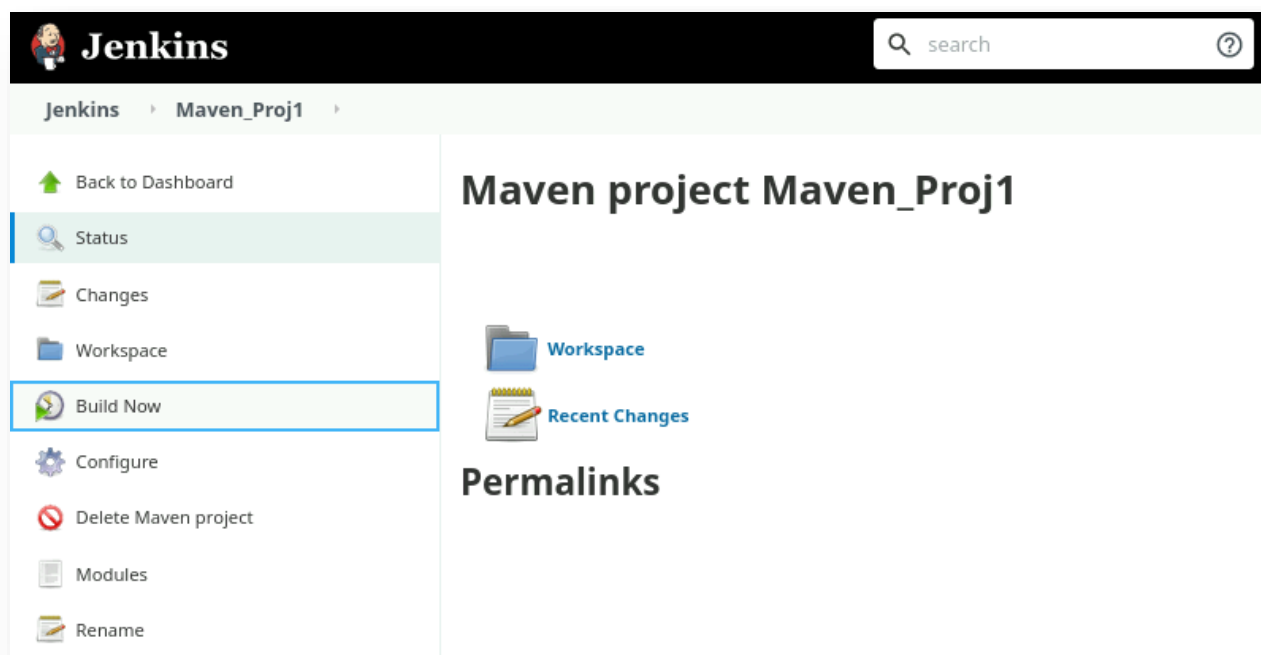 Jenkins
search
Jenkins Maven_Proj1
Back to Dashboard
Status
Changes
Workspace
Build Now
Configure
Delete Maven project
Modules
Rename
Maven project Maven_Proj1
Workspace
Recent Changes
Permalinks